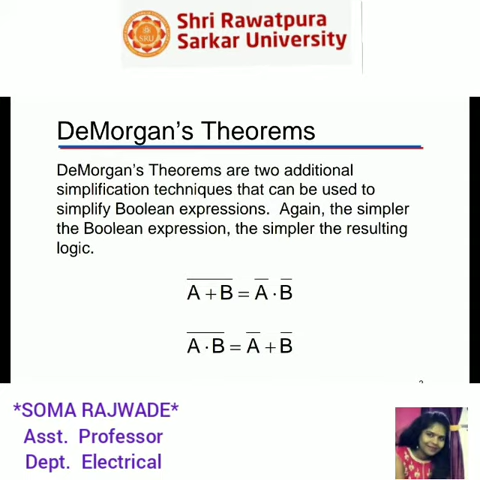 Shri Rawatpura
Sarkar University
DeMorgan's Theorems
DeMorgan's Theorems are two additional
simplification techniques that can be used to
simplify Boolean expressions.  Again, the simpler
the Boolean expression, the simpler the resulting
logic.
A̅ ̅+̅ ̅B̅ = A̅ · B̅
A̅ ̅·̅ ̅B̅ = A̅ + B̅
*SOMA RAJWADE*
Asst.  Professor
Dept.  Electrical